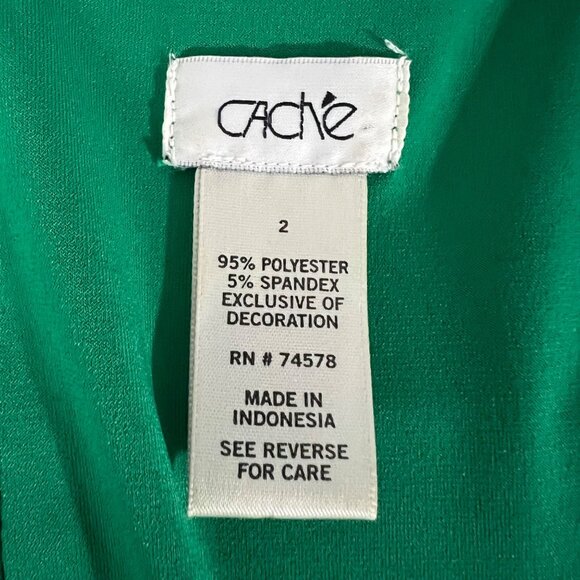 CAChé
2
95% POLYESTER
5% SPANDEX
EXCLUSIVE OF
DECORATION
RN # 74578
MADE IN
INDONESIA
SEE REVERSE
FOR CARE